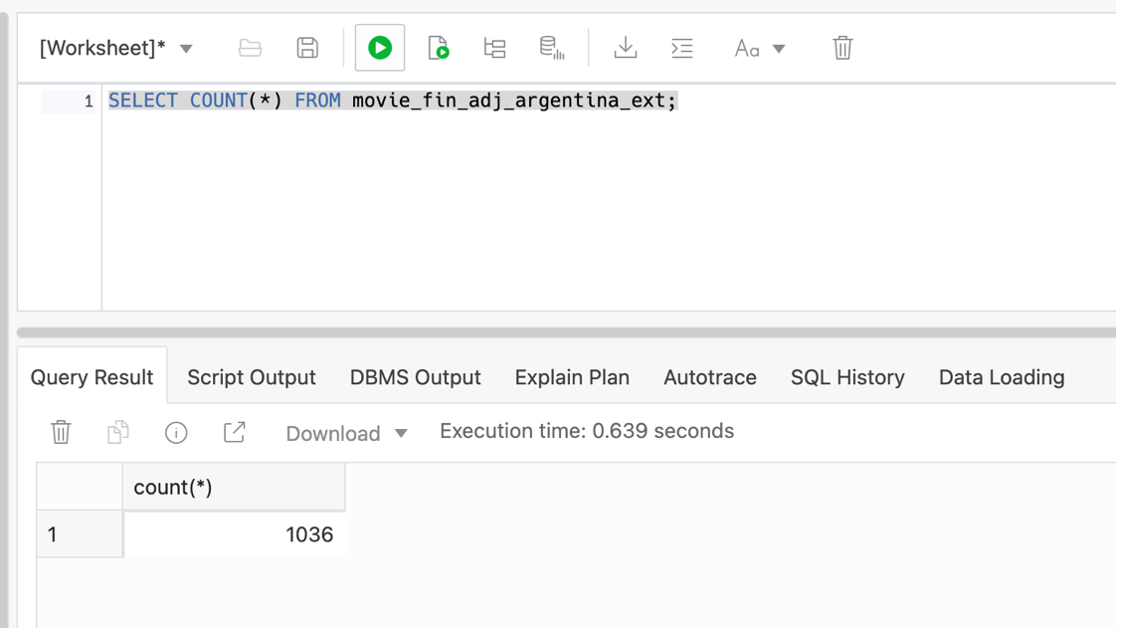 [Worksheet]*
Aa
1 SELECT COUNT(*) FROM movie_fin_adj_argentina_ext;
Query Result Script Output DBMS Output Explain Plan Autotrace SQL History Data Loading
Download Execution time: 0.639 seconds
count(*)
1 1036